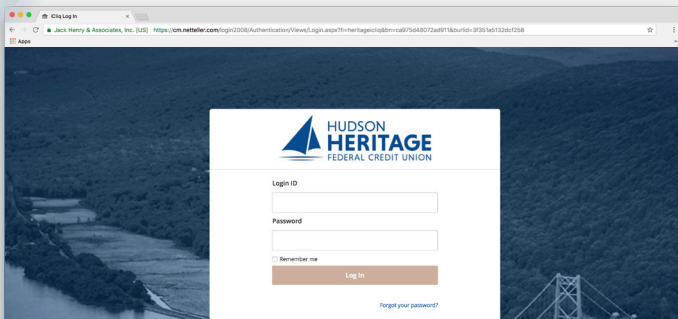 iCliq Log In
Jack Henry & Associates, Inc. [US] | https://cm.netteller.com/login2008/Authentication/Views/Login.aspx?fi=heritageicliq&bn=ca975d48072ad911&burlid=3f351a5132dcf258
Apps
HUDSON
HERITAGE
FEDERAL CREDIT UNION
Login ID
Password
Remember me
Log In
Forgot your password?